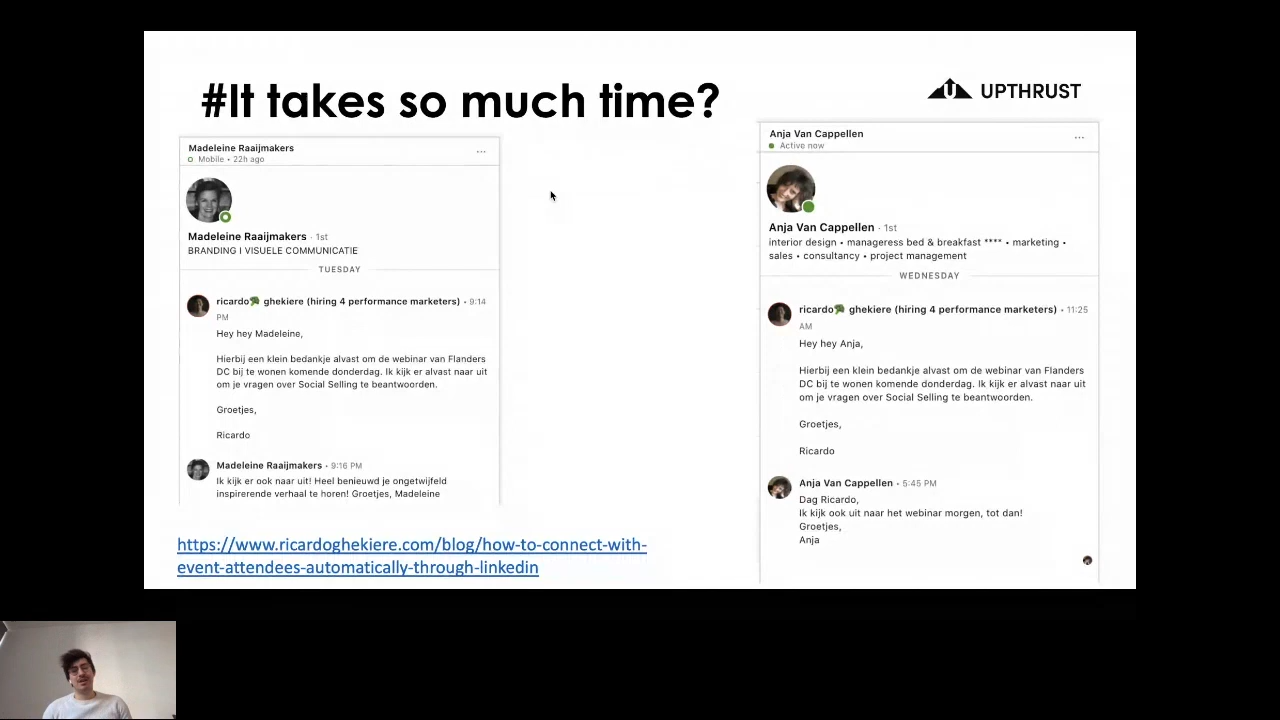 #It takes so much time?
UPTHRUST
Madeleine Raaijmakers
Mobile • 22h ago
Madeleine Raaijmakers · 1st
BRANDING I VISUELE COMMUNICATIE
TUESDAY
ricardo🥦 ghekiere (hiring 4 performance marketers) • 9:14
PM
Hey hey Madeleine,
Hierbij een klein bedankje alvast om de webinar van Flanders
DC bij te wonen komende donderdag. Ik kijk er alvast naar uit
om je vragen over Social Selling te beantwoorden.
Groetjes,
Ricardo
Madeleine Raaijmakers • 9:16 PM
Ik kijk er ook naar uit! Heel benieuwd je ongetwijfeld
inspirerende verhaal te horen! Groetjes, Madeleine
https://www.ricardoghekiere.com/blog/how-to-connect-with-
event-attendees-automatically-through-linkedin
Anja Van Cappellen
Active now
Anja Van Cappellen · 1st
interior design • manageress bed & breakfast **** • marketing •
sales • consultancy • project management
WEDNESDAY
ricardo🥦 ghekiere (hiring 4 performance marketers) • 11:25
AM
Hey hey Anja,
Hierbij een klein bedankje alvast om de webinar van Flanders
DC bij te wonen komende donderdag. Ik kijk er alvast naar uit
om je vragen over Social Selling te beantwoorden.
Groetjes,
Ricardo
Anja Van Cappellen • 5:45 PM
Dag Ricardo,
Ik kijk ook uit naar het webinar morgen, tot dan!
Groetjes,
Anja